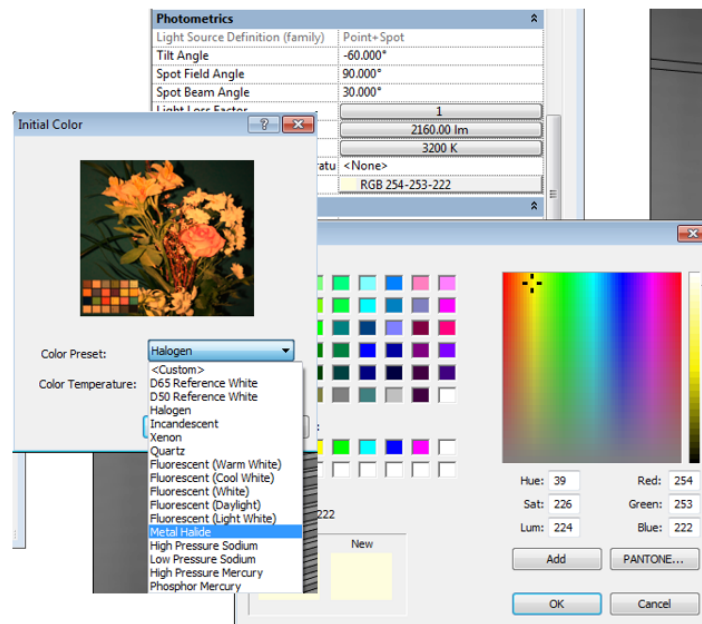 Photometrics
Light Source Definition (family) Point+Spot
Tilt Angle -60.000°
Spot Field Angle 90.000°
Spot Beam Angle 30.000°
Light Loss Factor 1
2160.00 lm
3200 K
ratu <None>
RGB 254-253-222
Initial Color
Color Preset: Halogen
Color Temperature:
<Custom>
D65 Reference White
D50 Reference White
Halogen
Incandescent
Xenon
Quartz
Fluorescent (Warm White)
Fluorescent (Cool White)
Fluorescent (White)
Fluorescent (Daylight)
Fluorescent (Light White)
Metal Halide
High Pressure Sodium
Low Pressure Sodium
High Pressure Mercury
Phosphor Mercury
222
New
Hue: 39 Red: 254
Sat: 226 Green: 253
Lum: 224 Blue: 222
Add PANTONE...
OK Cancel